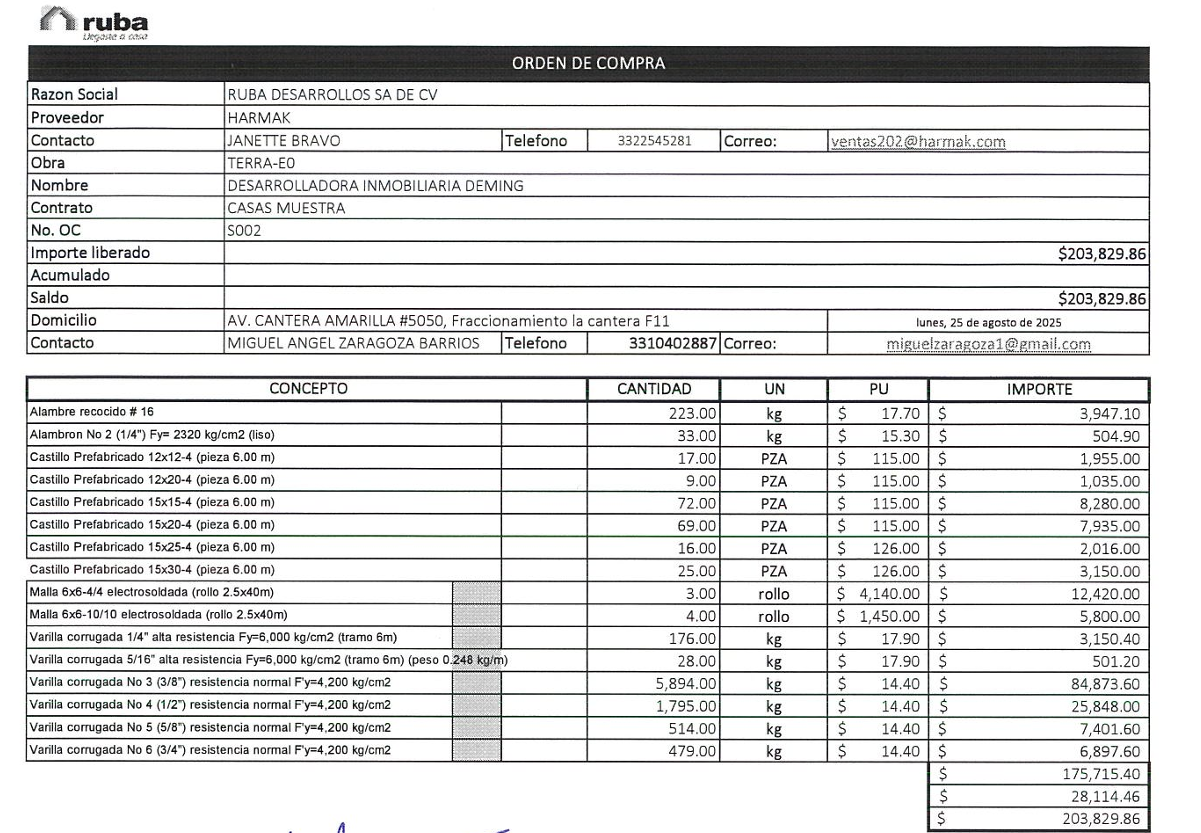 ruba
Llegaste a casa
ORDEN DE COMPRA
Razon Social RUBA DESARROLLOS SA DE CV
Proveedor HARMAK
Contacto JANETTE BRAVO Telefono 3322545281 Correo: ventas202@harmak.com
Obra TERRA-E0
Nombre DESARROLLADORA INMOBILIARIA DEMING
Contrato CASAS MUESTRA
No. OC S002
Importe liberado $203,829.86
Acumulado
Saldo $203,829.86
Domicilio AV. CANTERA AMARILLA #5050, Fraccionamiento la cantera F11 lunes, 25 de agosto de 2025
Contacto MIGUEL ANGEL ZARAGOZA BARRIOS Telefono 3310402887 Correo: miguelzaragoza1@gmail.com
CONCEPTO CANTIDAD UN PU IMPORTE
Alambre recocido # 16 223.00 kg $ 17.70 $ 3,947.10
Alambron No 2 (1/4") Fy= 2320 kg/cm2 (liso) 33.00 kg $ 15.30 $ 504.90
Castillo Prefabricado 12x12-4 (pieza 6.00 m) 17.00 PZA $ 115.00 $ 1,955.00
Castillo Prefabricado 12x20-4 (pieza 6.00 m) 9.00 PZA $ 115.00 $ 1,035.00
Castillo Prefabricado 15x15-4 (pieza 6.00 m) 72.00 PZA $ 115.00 $ 8,280.00
Castillo Prefabricado 15x20-4 (pieza 6.00 m) 69.00 PZA $ 115.00 $ 7,935.00
Castillo Prefabricado 15x25-4 (pieza 6.00 m) 16.00 PZA $ 126.00 $ 2,016.00
Castillo Prefabricado 15x30-4 (pieza 6.00 m) 25.00 PZA $ 126.00 $ 3,150.00
Malla 6x6-4/4 electrosoldada (rollo 2.5x40m) 3.00 rollo $ 4,140.00 $ 12,420.00
Malla 6x6-10/10 electrosoldada (rollo 2.5x40m) 4.00 rollo $ 1,450.00 $ 5,800.00
Varilla corrugada 1/4" alta resistencia Fy=6,000 kg/cm2 (tramo 6m) 176.00 kg $ 17.90 $ 3,150.40
Varilla corrugada 5/16" alta resistencia Fy=6,000 kg/cm2 (tramo 6m) (peso 0.248 kg/m) 28.00 kg $ 17.90 $ 501.20
Varilla corrugada No 3 (3/8") resistencia normal F'y=4,200 kg/cm2 5,894.00 kg $ 14.40 $ 84,873.60
Varilla corrugada No 4 (1/2") resistencia normal F'y=4,200 kg/cm2 1,795.00 kg $ 14.40 $ 25,848.00
Varilla corrugada No 5 (5/8") resistencia normal F'y=4,200 kg/cm2 514.00 kg $ 14.40 $ 7,401.60
Varilla corrugada No 6 (3/4") resistencia normal F'y=4,200 kg/cm2 479.00 kg $ 14.40 $ 6,897.60
$ 175,715.40
$ 28,114.46
$ 203,829.86